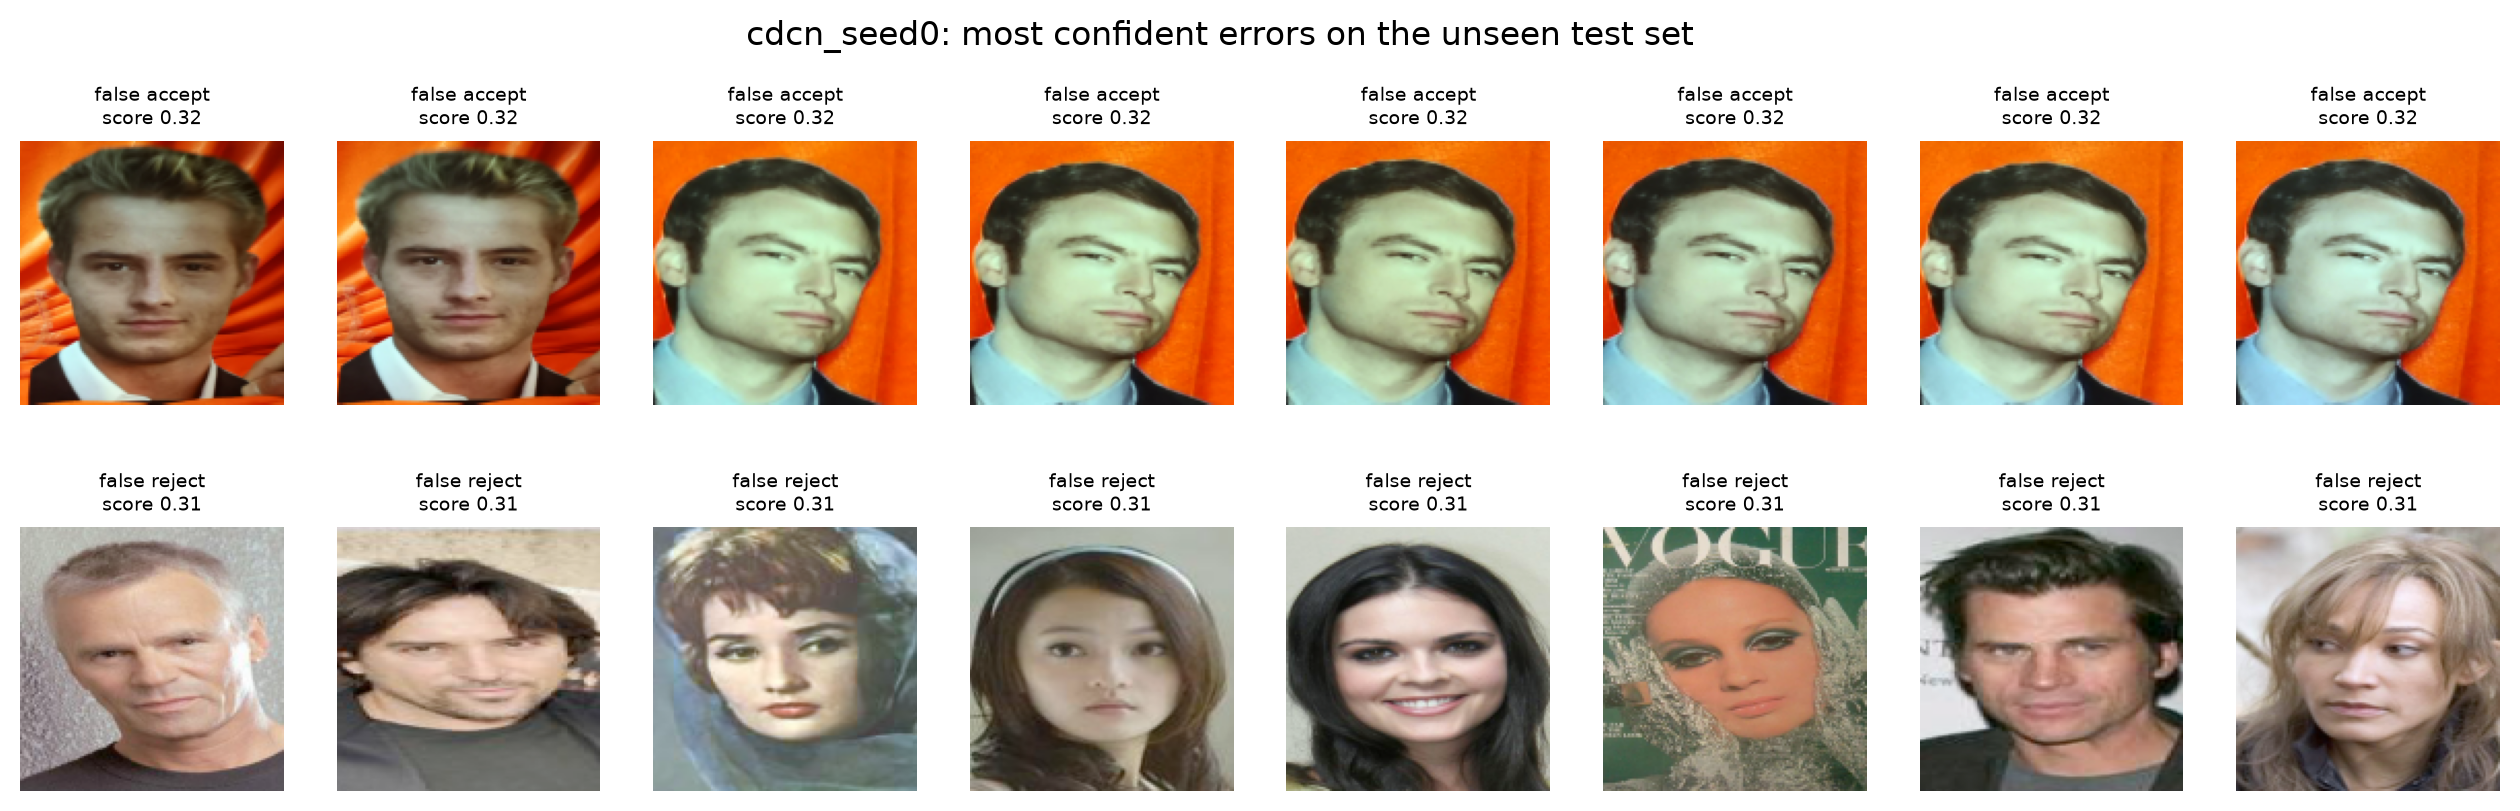 cdcn_seed0: most confident errors on the unseen test set
false accept false accept false accept false accept false accept false accept false accept false accept
score 0.32 score 0.32 score 0.32 score 0.32 score 0.32 score 0.32 score 0.32 score 0.32
false reject false reject false reject false reject false reject false reject false reject false reject
score 0.31 score 0.31 score 0.31 score 0.31 score 0.31 score 0.31 score 0.31 score 0.31
VOGUE